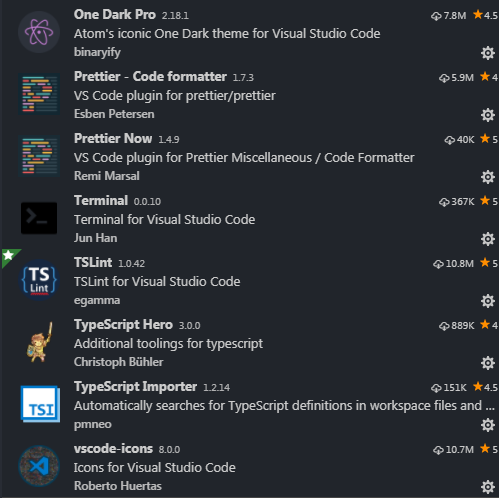 One Dark Pro 2.18.1 7.8M 4.5
Atom's iconic One Dark theme for Visual Studio Code
binaryify
Prettier - Code formatter 1.7.3 5.9M 4
VS Code plugin for prettier/prettier
Esben Petersen
Prettier Now 1.4.9 40K 5
VS Code plugin for Prettier Miscellaneous / Code Formatter
Remi Marsal
Terminal 0.0.10 367K 5
Terminal for Visual Studio Code
Jun Han
TS Lint
TSLint 1.0.42 10.8M 5
TSLint for Visual Studio Code
egamma
TypeScript Hero 3.0.0 889K 4
Additional toolings for typescript
Christoph Bühler
TSI
TypeScript Importer 1.2.14 151K 4.5
Automatically searches for TypeScript definitions in workspace files and ...
pmneo
vscode-icons 8.0.0 10.7M 5
Icons for Visual Studio Code
Roberto Huertas